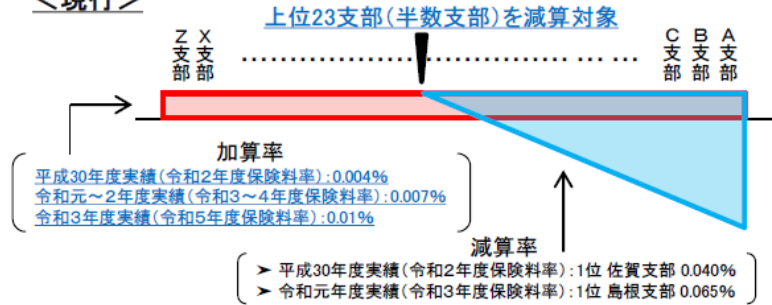 ＜現行＞
上位23支部（半数支部）を減算対象
Z支部 X支部 ………………………… … … C支部 B支部 A支部
加算率
平成30年度実績（令和2年度保険料率）：0.004%
令和元～2年度実績（令和3～4年度保険料率）：0.007%
令和3年度実績（令和5年度保険料率）：0.01%
減算率
➤ 平成30年度実績（令和2年度保険料率）：1位 佐賀支部 0.040%
➤ 令和元年度実績（令和3年度保険料率）：1位 島根支部 0.065%